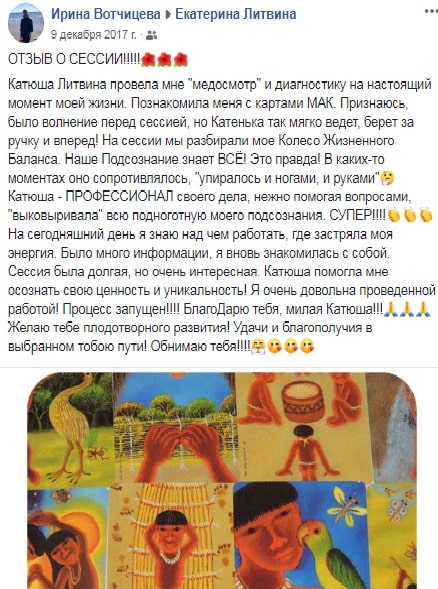 Ирина Вотчицева ▸ Екатерина Литвина
9 декабря 2017 г. ·
ОТЗЫВ О СЕССИИ!!!!!🌺🌺🌺
Катюша Литвина провела мне "медосмотр" и диагностику на настоящий
момент моей жизни. Познакомила меня с картами МАК. Признаюсь,
было волнение перед сессией, но Катенька так мягко ведет, берет за
ручку и вперед! На сессии мы разбирали мое Колесо Жизненного
Баланса. Наше Подсознание знает ВСЁ! Это правда! В каких-то
моментах оно сопротивлялось, "упиралось и ногами, и руками"🤔
Катюша - ПРОФЕССИОНАЛ своего дела, нежно помогая вопросами,
"выковыривала" всю подноготную моего подсознания. СУПЕР!!!!👏👏👏
На сегодняшний день я знаю над чем работать, где застряла моя
энергия. Было много информации, я вновь знакомилась с собой.
Сессия была долгая, но очень интересная. Катюша помогла мне
осознать свою ценность и уникальность! Я очень довольна проведенной
работой! Процесс запущен!!!! БлагоДарю тебя, милая Катюша!!!🙏🙏🙏
Желаю тебе плодотворного развития! Удачи и благополучия в
выбранном тобою пути! Обнимаю тебя!!!!🤗😘😘😘